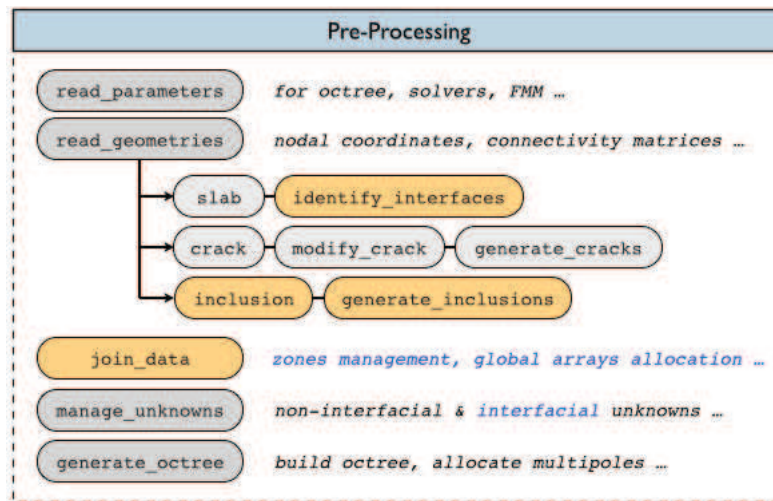 Pre-Processing
read_parameters for octree, solvers, FMM …
read_geometries nodal coordinates, connectivity matrices …
slab identify_interfaces
crack modify_crack generate_cracks
inclusion generate_inclusions
join_data zones management, global arrays allocation …
manage_unknowns non-interfacial & interfacial unknowns …
generate_octree build octree, allocate multipoles …